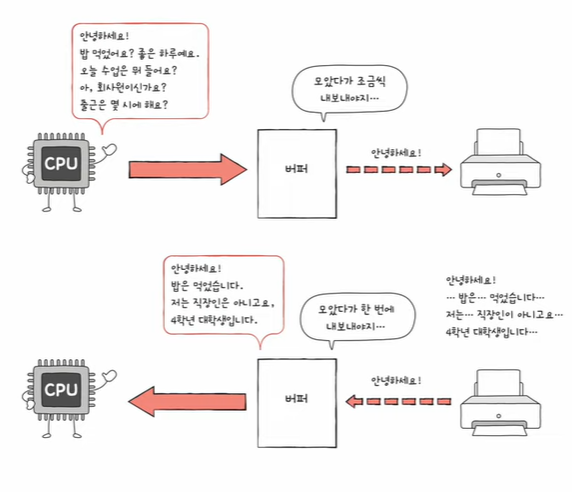 안녕하세요!
밥 먹었어요? 좋은 하루예요.
오늘 수업은 뭐 들어요?
아, 회사원이신가요?
출근은 몇 시에 해요?
모았다가 조금씩
내보내야지…
CPU
버퍼
안녕하세요!
안녕하세요!
밥은 먹었습니다.
저는 직장인은 아니고요,
4학년 대학생입니다.
모았다가 한 번에
내보내야지…
안녕하세요!
… 밥은… 먹었습니다…
저는… 직장인이 아니고요…
4학년 대학생입니다…
CPU
버퍼
안녕하세요!